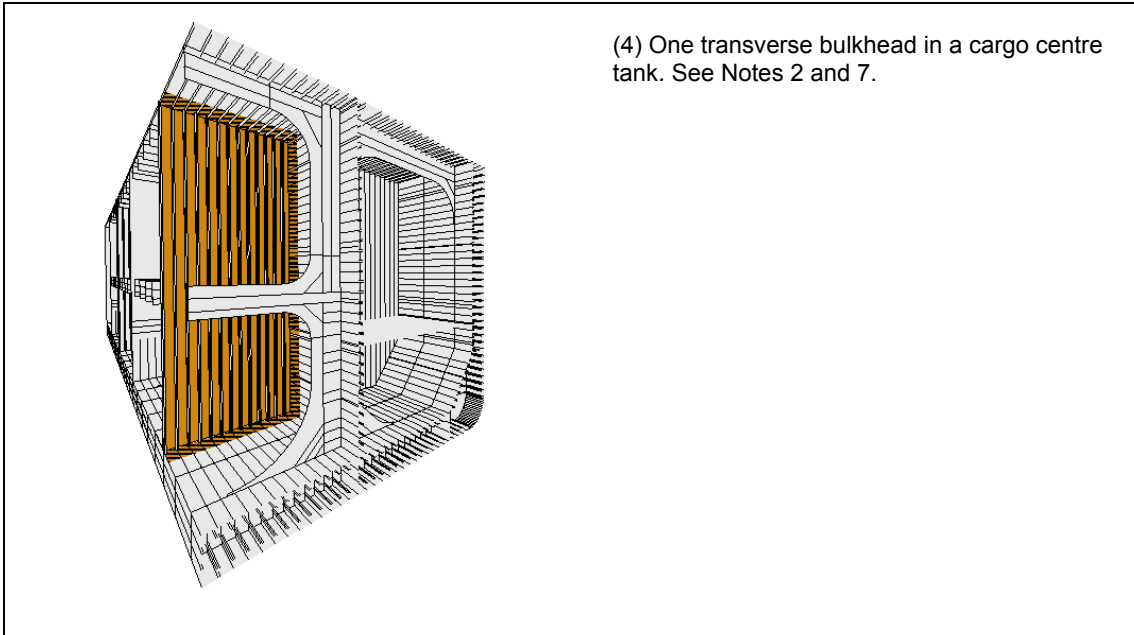 (4) One transverse bulkhead in a cargo centre
tank. See Notes 2 and 7.